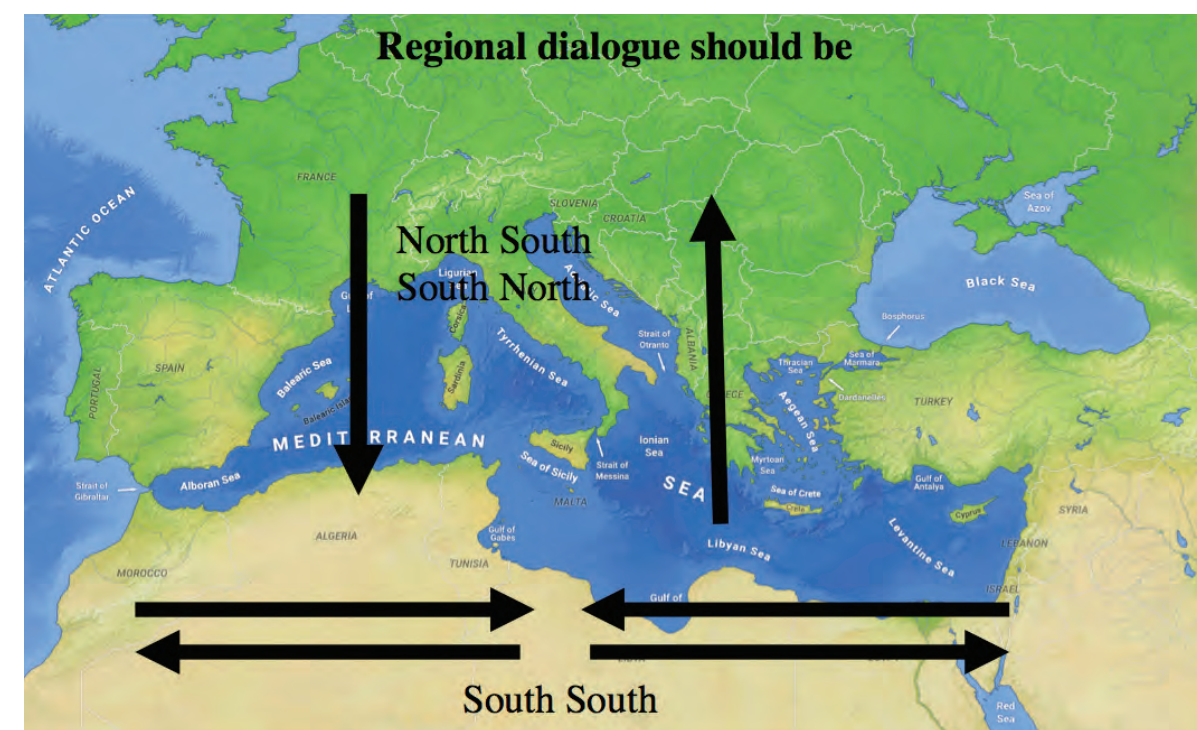 Regional dialogue should be
FRANCE
SLOVENIA
CROATIA
Sea of
Azov
ATLANTIC OCEAN
North South
South North
Ligurian
Black Sea
Bosphorus
Corsica
Strait of
Otranto
ALBANIA
Thracian
Sea
Sea of
Marmara
Tyrrhenian Sea
Balearic Sea
SPAIN
PORTUGAL
Sardinia
Dardanelles
TURKEY
Aegean Sea
MEDITERRANEAN
Sicily
Ionian
Sea
Strait of
Messina
Myrtoan
Sea
Sea of Sicily
Strait of
Gibraltar
Alboran Sea
SEA
Sea of Crete
Crete
Gulf of
Antalya
Cyprus
SYRIA
MALTA
Gulf of
Gabès
ALGERIA
Libyan Sea
Levantine Sea
LEBANON
MOROCCO
TUNISIA
ISRAEL
Gulf of
South South
Red
Sea